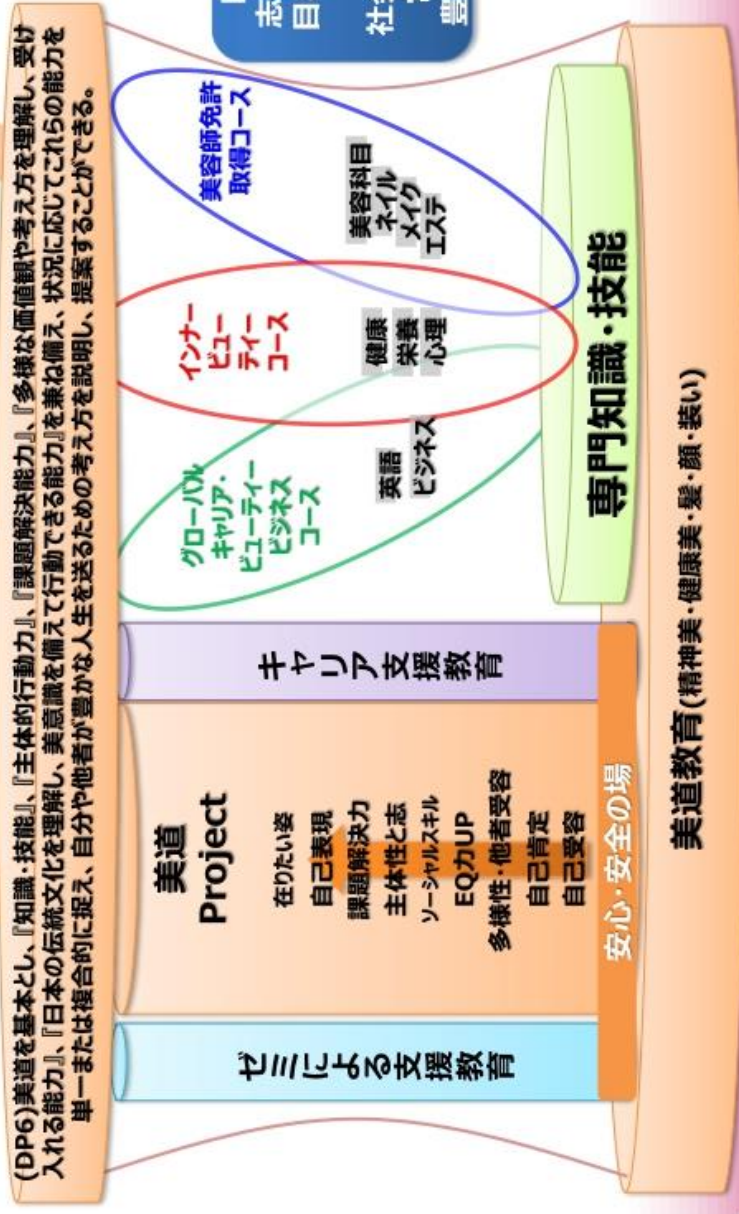 (DP6)美道を基本とし、『知識・技能』、『主体的行動力』、『課題解決能力』、『多様な価値観や考え方を理解し、受け
入れる能力』、『日本の伝統文化を理解し、美意識を備えて行動できる能力』を兼ね備え、状況に応じてこれらの能力を
単一または複合的に捉え、自分や他者が豊かな人生を送るための考え方を説明し、提案することができる。
ゼミによる支援教育
美道
Project
在りたい姿
自己表現
課題解決力
主体性と志
ソーシャルスキル
EQ力UP
多様性・他者受容
自己肯定
自己受容
キャリア支援教育
グローバル
キャリア・
ビューティー
ビジネス
コース
英語
ビジネス
インナー
ビュー
ティー
コース
健康
栄養
心理
美容師免許
取得コース
美容科目
ネイル
メイク
エステ
専門知識・技能
安心・安全の場
美道教育(精神美・健康美・髪・顔・装い)
志
目
社
豊